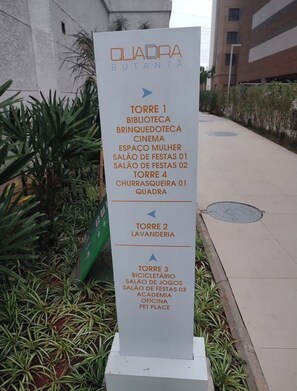 QUADRA
BUTANTÃ
TORRE 1
BIBLIOTECA
BRINQUEDOTECA
CINEMA
ESPAÇO MULHER
SALÃO DE FESTAS 01
SALÃO DE FESTAS 02
TORRE 4
CHURRASQUEIRA 01
QUADRA
TORRE 2
LAVANDERIA
TORRE 3
BICICLETÁRIO
SALÃO DE JOGOS
SALÃO DE FESTAS 03
ACADEMIA
OFICINA
PET PLACE